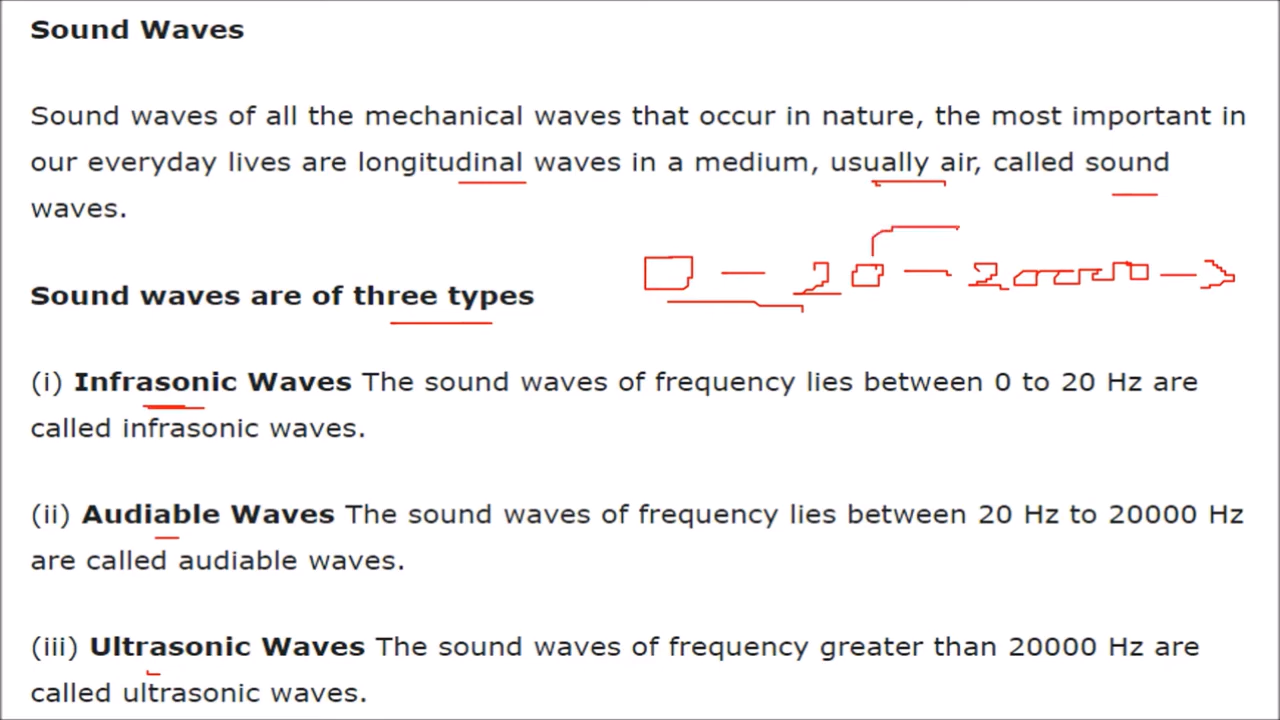 Sound Waves
Sound waves of all the mechanical waves that occur in nature, the most important in
our everyday lives are longitudinal waves in a medium, usually air, called sound
waves.
0 — 20 — 20000 —
Sound waves are of three types
(i) Infrasonic Waves The sound waves of frequency lies between 0 to 20 Hz are
called infrasonic waves.
(ii) Audiable Waves The sound waves of frequency lies between 20 Hz to 20000 Hz
are called audiable waves.
(iii) Ultrasonic Waves The sound waves of frequency greater than 20000 Hz are
called ultrasonic waves.